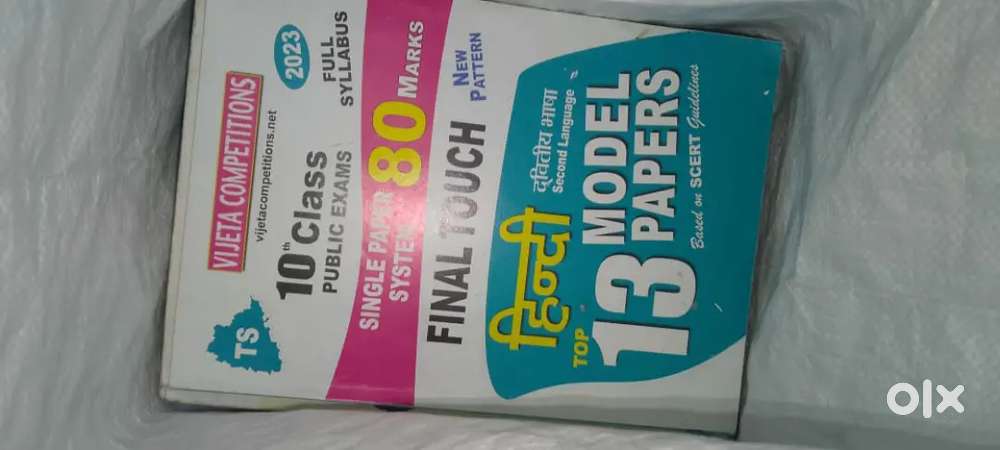 VIJETA COMPETITIONS
vijetacompetitions.net
2023
FULL
SYLLABUS
TS
10th Class
PUBLIC EXAMS
SINGLE PAPER
SYSTEM
80 MARKS
FINAL TOUCH
NEW
PATTERN
हिन्दी
दवितीय भाषा
Second Language
TOP
13 MODEL
PAPERS
Based on SCERT Guidelines
OLX